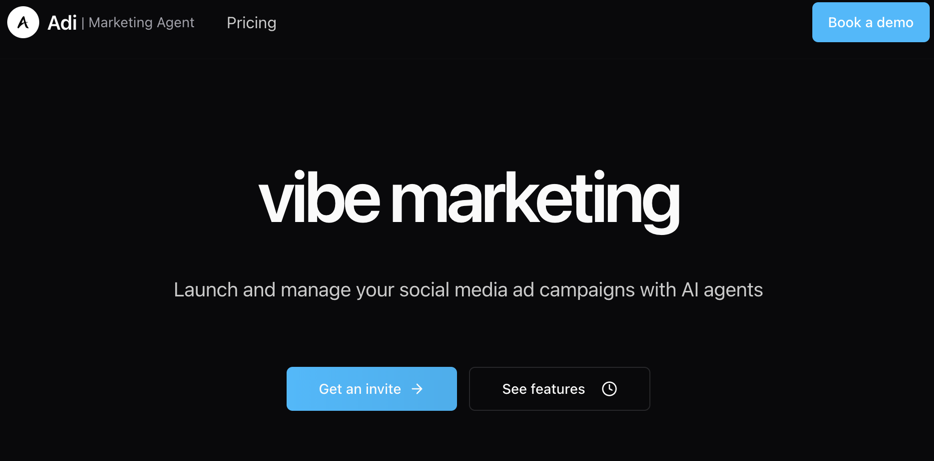 Adi | Marketing Agent Pricing Book a demo
vibe marketing
Launch and manage your social media ad campaigns with AI agents
Get an invite → See features